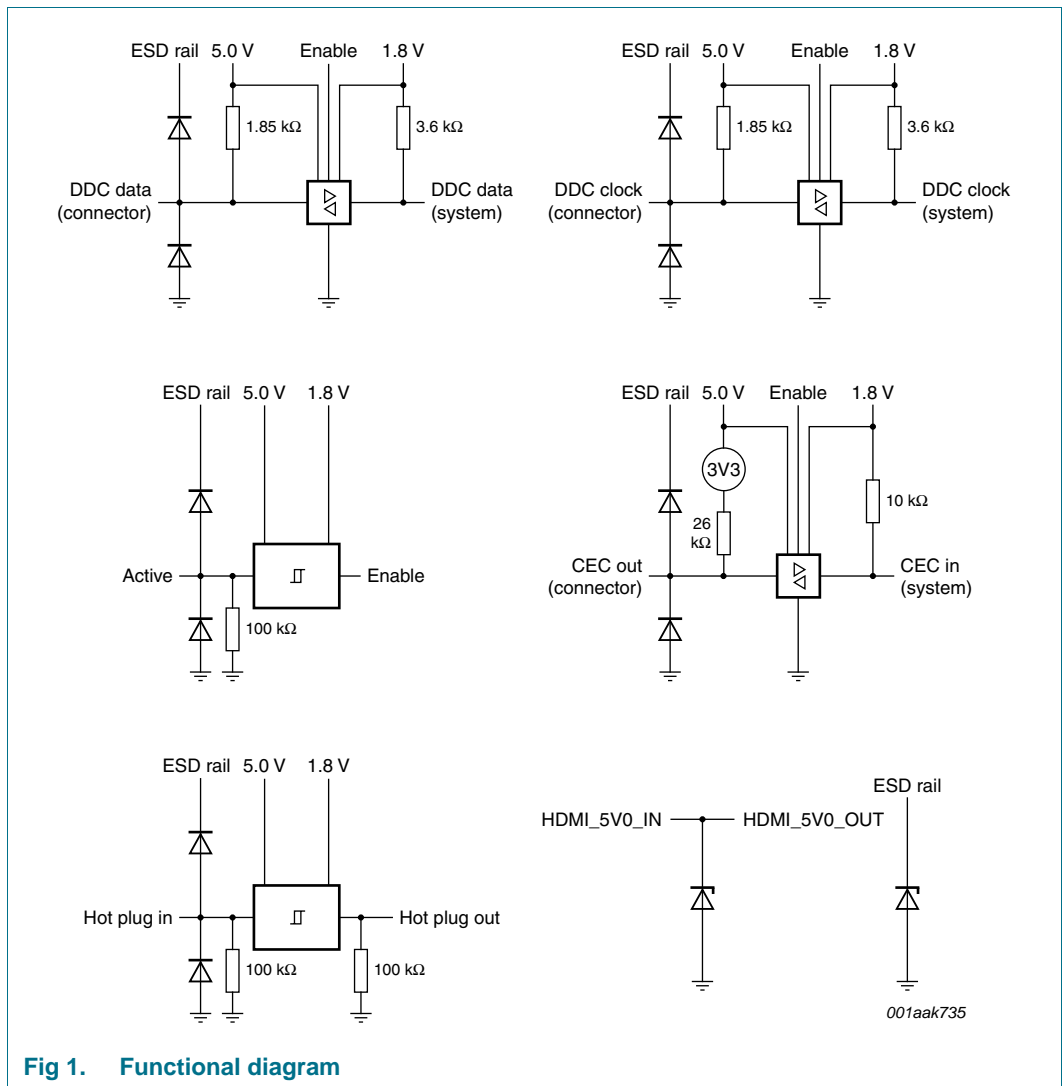 ESD rail 5.0 V Enable 1.8 V
1.85 kΩ 3.6 kΩ
DDC data
(connector)
DDC data
(system)
ESD rail 5.0 V Enable 1.8 V
1.85 kΩ 3.6 kΩ
DDC clock
(connector)
DDC clock
(system)
ESD rail 5.0 V 1.8 V
Active
Enable
100 kΩ
ESD rail 5.0 V Enable 1.8 V
3V3
26
kΩ
10 kΩ
CEC out
(connector)
CEC in
(system)
ESD rail 5.0 V 1.8 V
Hot plug in
Hot plug out
100 kΩ 100 kΩ
ESD rail
HDMI_5V0_IN HDMI_5V0_OUT
001aak735
Fig 1. Functional diagram